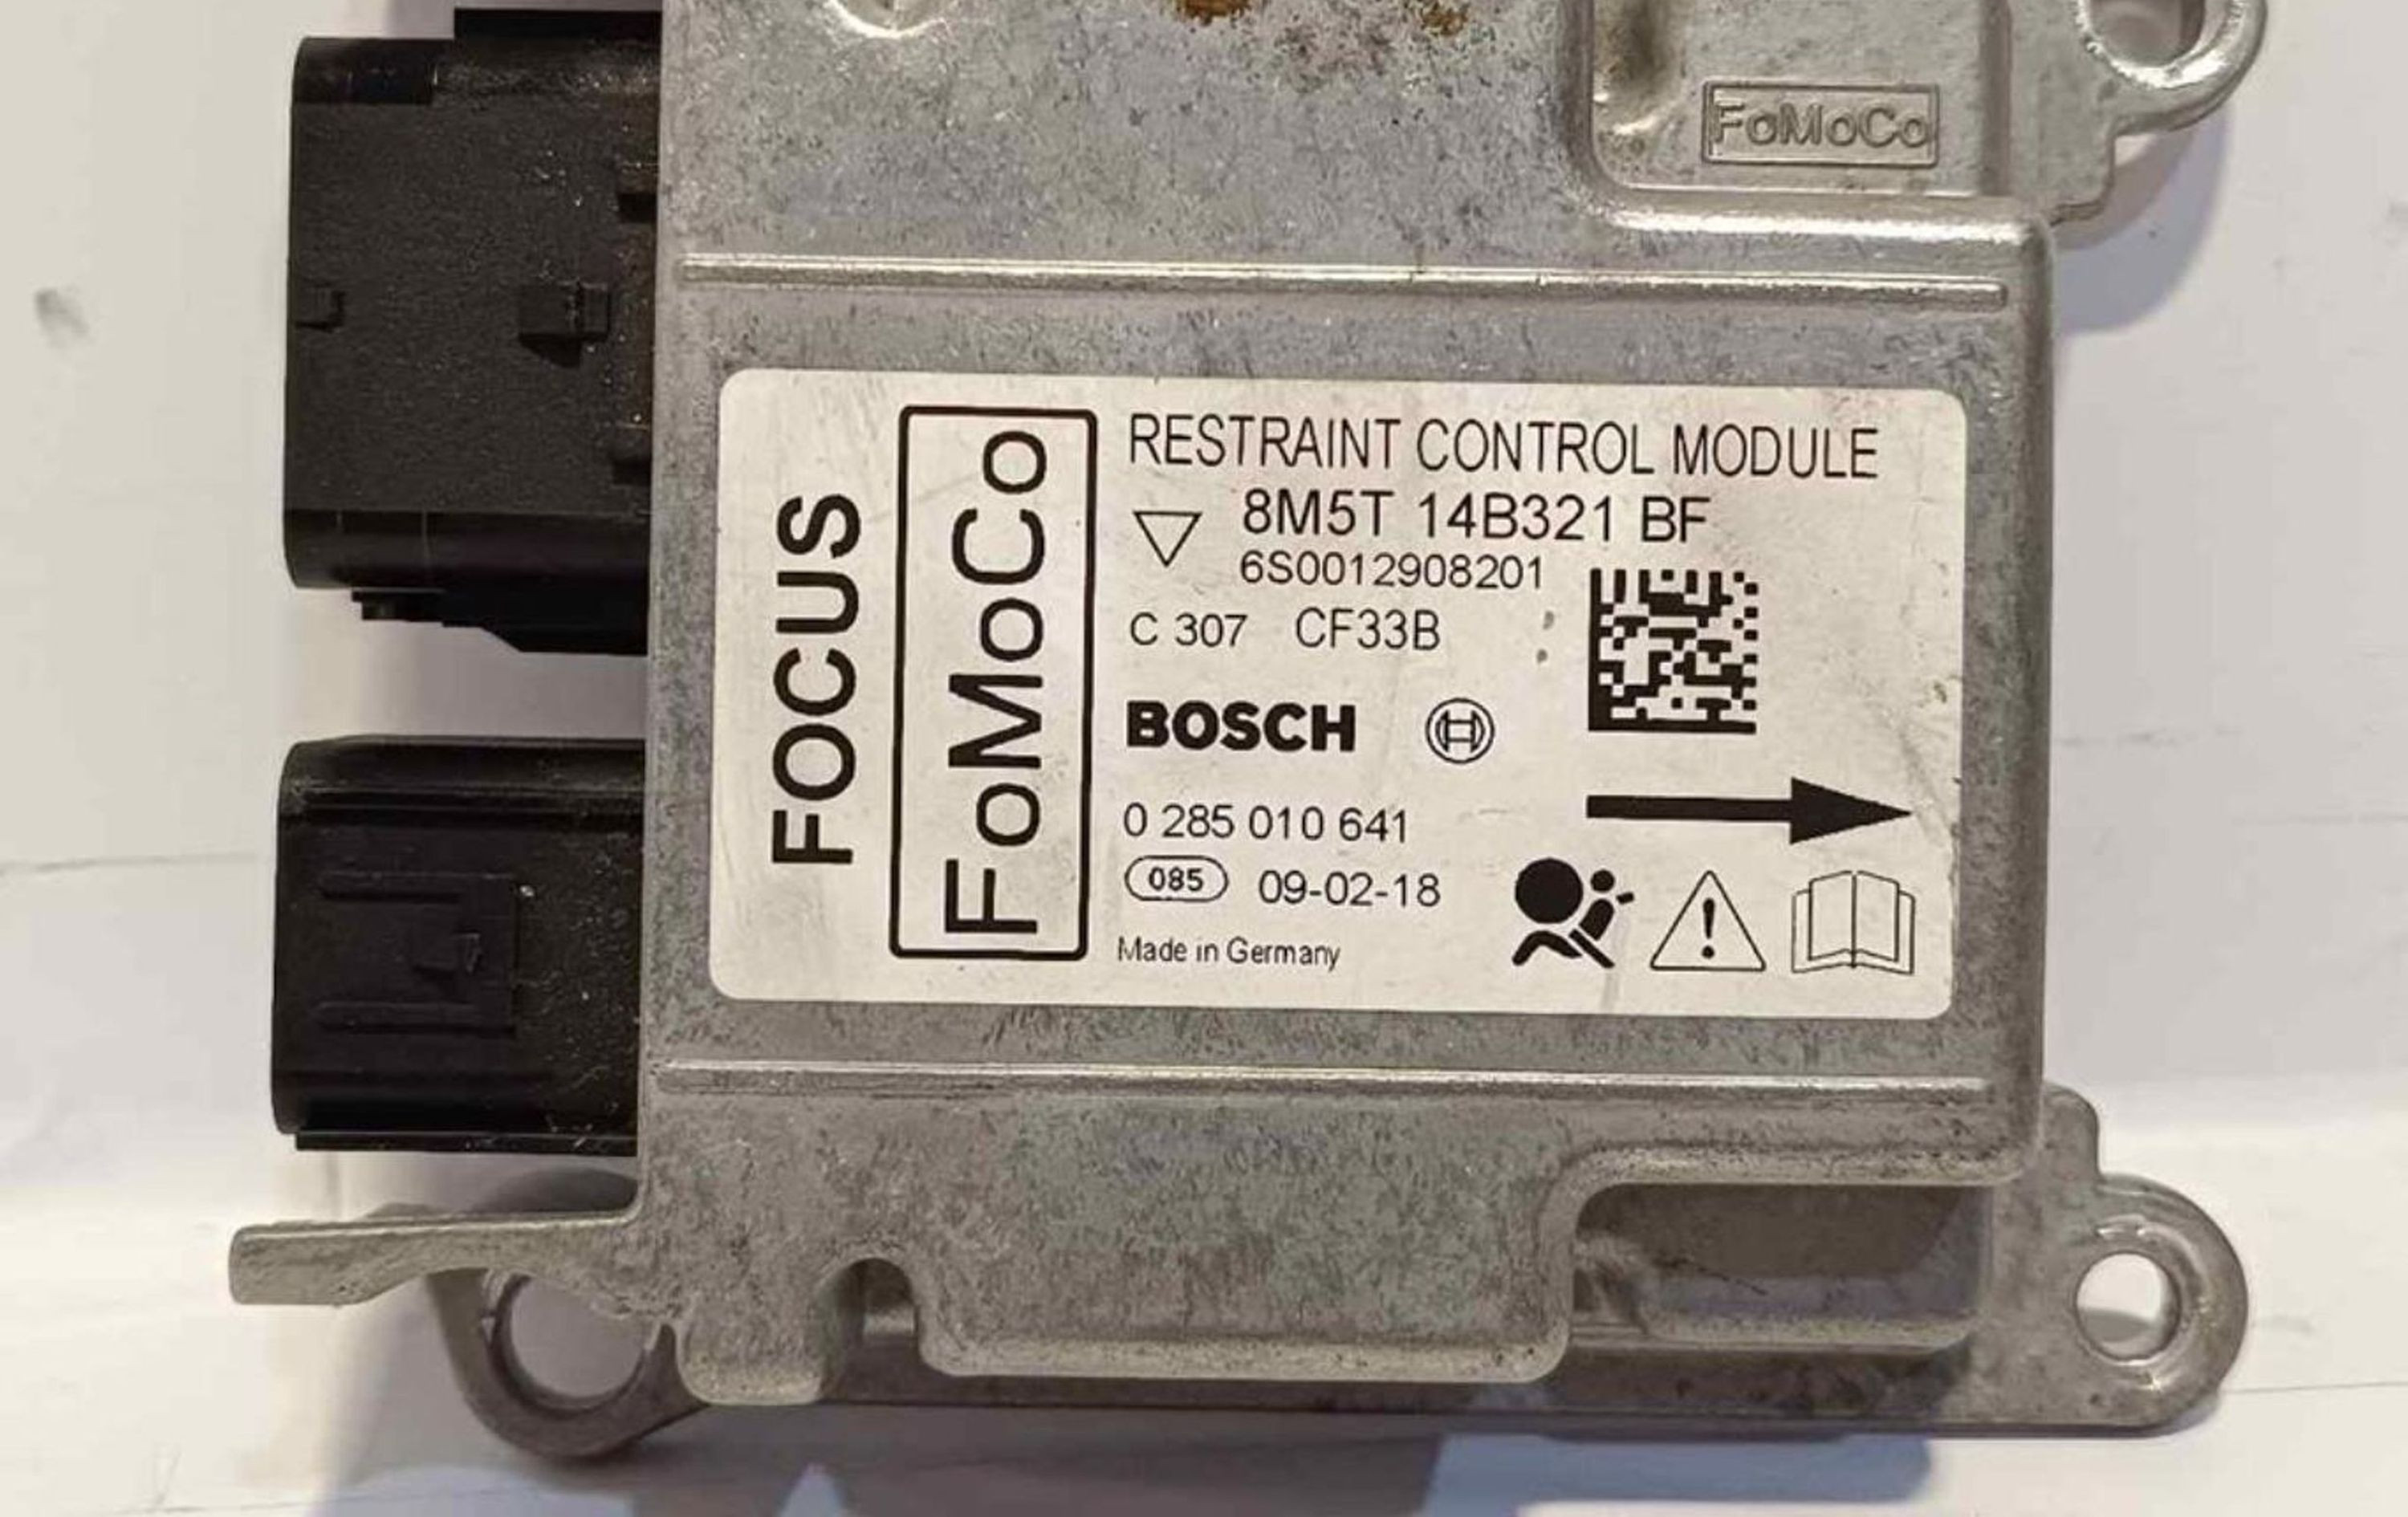 FoMoCo
FOCUS
FoMoCo
RESTRAINT CONTROL MODULE
8M5T 14B321 BF
6S0012908201
C 307 CF33B
BOSCH
0 285 010 641
085 09-02-18
Made in Germany